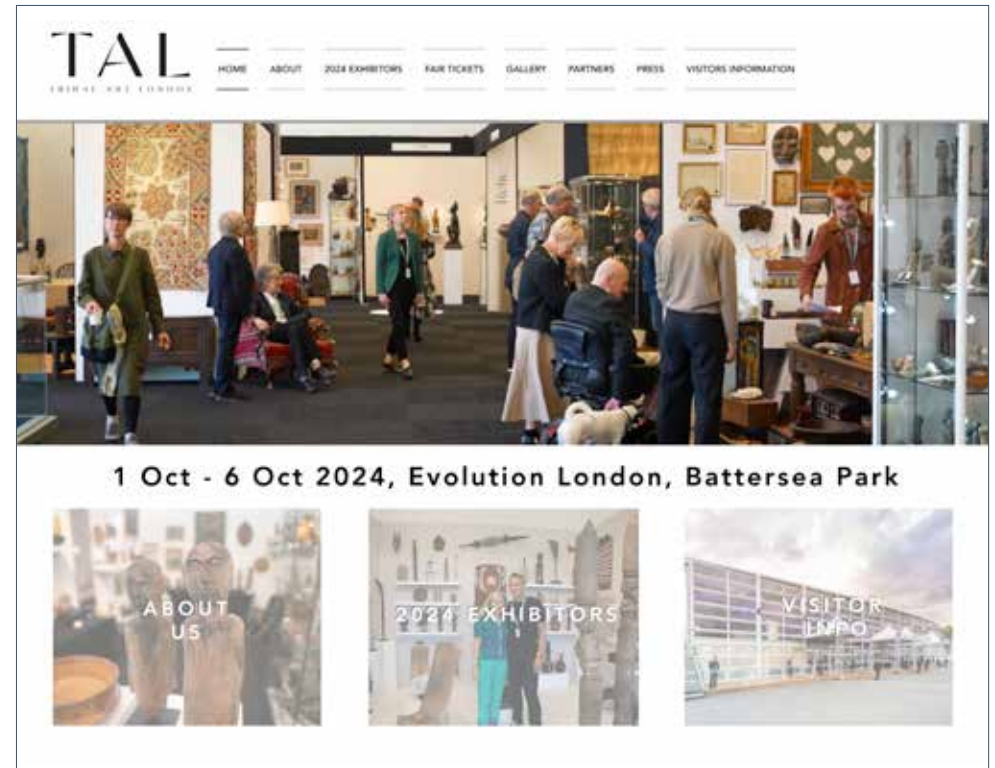 TAL
TRIBAL ART LONDON
HOME ABOUT 2024 EXHIBITORS FAIR TICKETS GALLERY PARTNERS PRESS VISITORS INFORMATION
1 Oct - 6 Oct 2024, Evolution London, Battersea Park
ABOUT
US
2024 EXHIBITORS
VISITOR
INFO